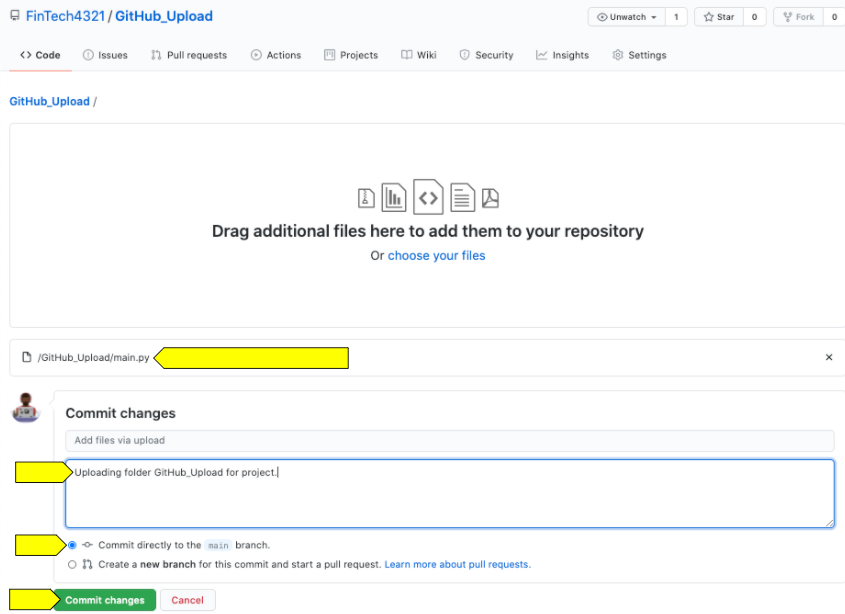 FinTech4321 / GitHub_Upload
Unwatch 1 Star 0 Fork 0
Code Issues Pull requests Actions Projects Wiki Security Insights Settings
GitHub_Upload /
Drag additional files here to add them to your repository
Or choose your files
/GitHub_Upload/main.py
Commit changes
Add files via upload
Uploading folder GitHub_Upload for project.
Commit directly to the main branch.
Create a new branch for this commit and start a pull request. Learn more about pull requests.
Commit changes Cancel